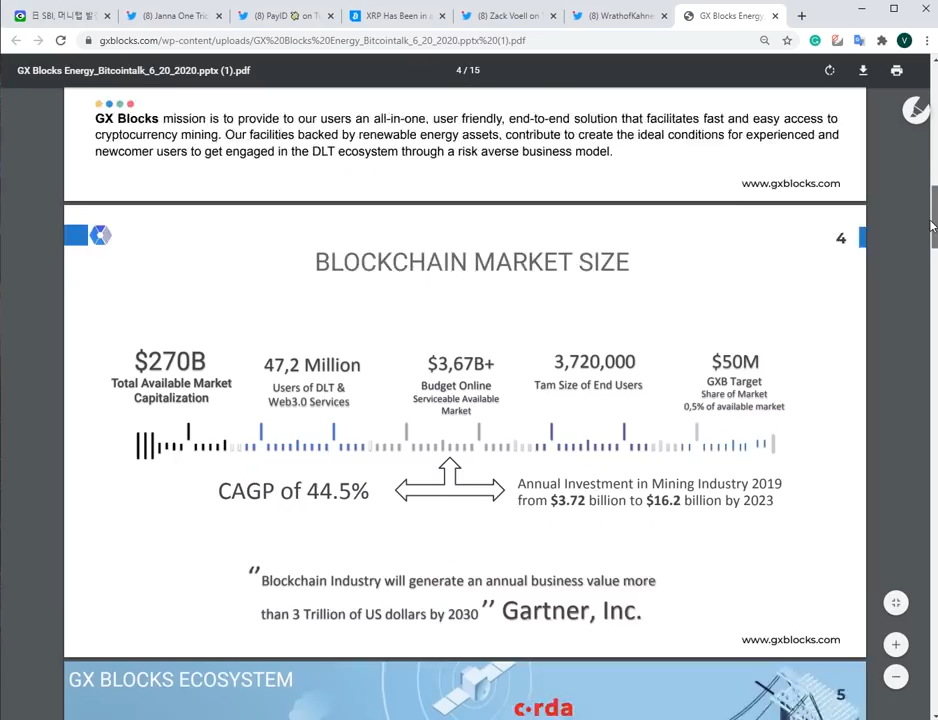 日 SBI, 머니탭 발
(8) Janna One Tric
(8) PayID on T
XRP Has Been in a
(8) Zack Voell on
(8) WrathofKahne
GX Blocks Energy
gxblocks.com/wp-content/uploads/GX%20Blocks%20Energy_Bitcointalk_6_20_2020.pptx%20(1).pdf
V
GX Blocks Energy_Bitcointalk_6_20_2020.pptx (1).pdf
4 / 15
GX Blocks mission is to provide to our users an all-in-one, user friendly, end-to-end solution that facilitates fast and easy access to
cryptocurrency mining. Our facilities backed by renewable energy assets, contribute to create the ideal conditions for experienced and
newcomer users to get engaged in the DLT ecosystem through a risk averse business model.
www.gxblocks.com
4
BLOCKCHAIN MARKET SIZE
$270B
Total Available Market
Capitalization
47,2 Million
Users of DLT &
Web3.0 Services
$3,67B+
Budget Online
Serviceable Available
Market
3,720,000
Tam Size of End Users
$50M
GXB Target
Share of Market
0,5% of available market
CAGP of 44.5%
Annual Investment in Mining Industry 2019
from $3.72 billion to $16.2 billion by 2023
“Blockchain Industry will generate an annual business value more
than 3 Trillion of US dollars by 2030” Gartner, Inc.
www.gxblocks.com
GX BLOCKS ECOSYSTEM
5
c·rda